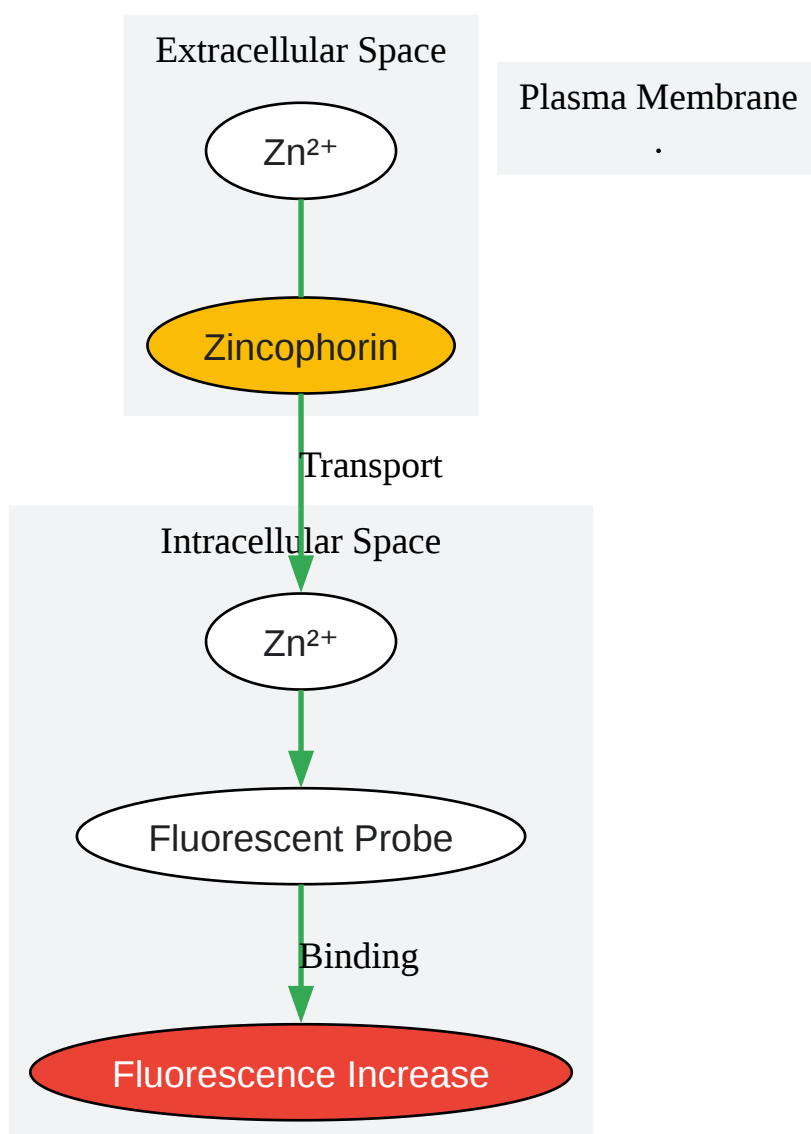 Extracellular Space
Plasma Membrane
.
Zn²⁺
Zincophorin
Transport
Intracellular Space
Zn²⁺
Fluorescent Probe
Binding
Fluorescence Increase